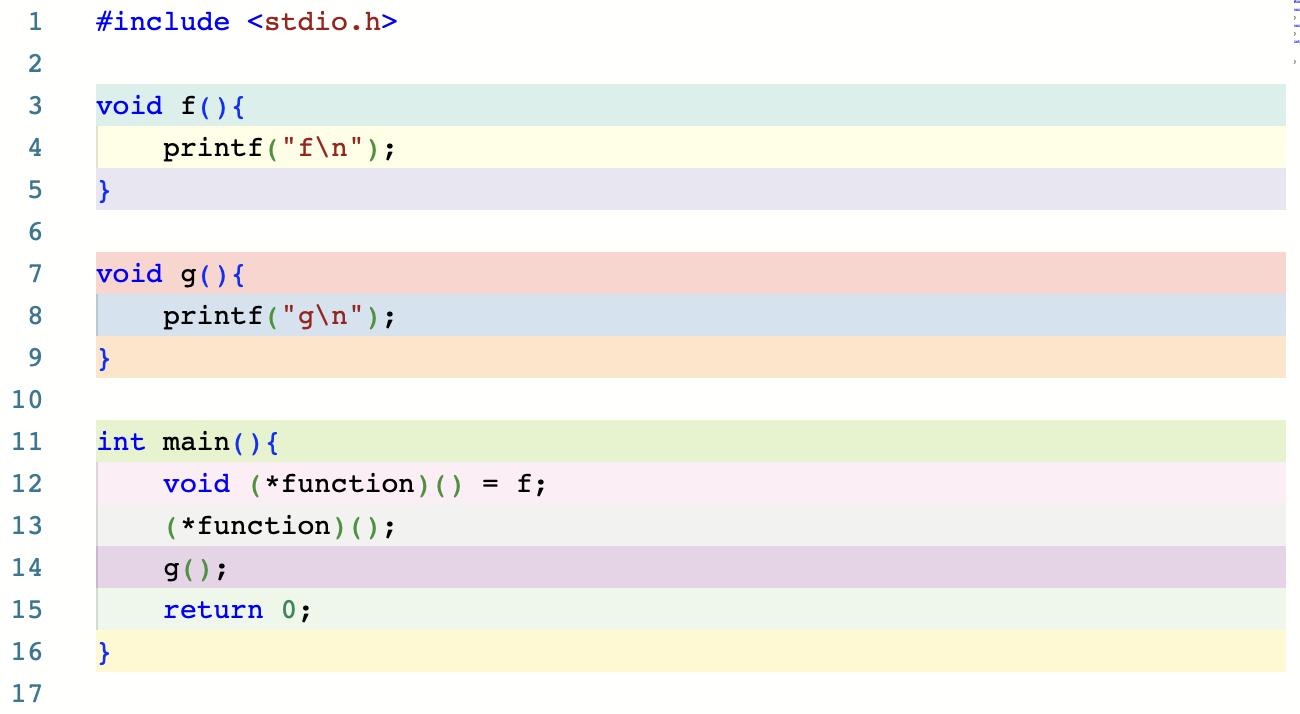 1 #include <stdio.h>
2
3 void f(){
4     printf("f\n");
5 }
6
7 void g(){
8     printf("g\n");
9 }
10
11 int main(){
12     void (*function)() = f;
13     (*function)();
14     g();
15     return 0;
16 }
17